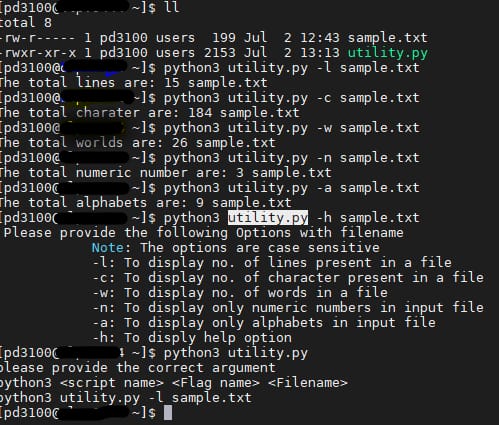 [pd3100@ ~]$ ll
total 8
-rw-r----- 1 pd3100 users 199 Jul 2 12:43 sample.txt
-rwxr-xr-x 1 pd3100 users 2153 Jul 2 13:13 utility.py
[pd3100@ ~]$ python3 utility.py -l sample.txt
The total lines are: 15 sample.txt
[pd3100@ ~]$ python3 utility.py -c sample.txt
The total charater are: 184 sample.txt
[pd3100@ ~]$ python3 utility.py -w sample.txt
The total worlds are: 26 sample.txt
[pd3100@ ~]$ python3 utility.py -n sample.txt
The total numeric number are: 3 sample.txt
[pd3100@ ~]$ python3 utility.py -a sample.txt
The total alphabets are: 9 sample.txt
[pd3100@ ~]$ python3 utility.py -h sample.txt
Please provide the following Options with filename
Note: The options are case sensitive
-l: To display no. of lines present in a file
-c: To display no. of character present in a file
-w: To display no. of words in a file
-n: To display only numeric numbers in input file
-a: To display only alphabets in input file
-h: To disply help option
[pd3100@ 4 ~]$ python3 utility.py
please provide the correct argument
python3 <script name> <Flag name> <Filename>
python3 utility.py -l sample.txt
[pd3100@ ~]$